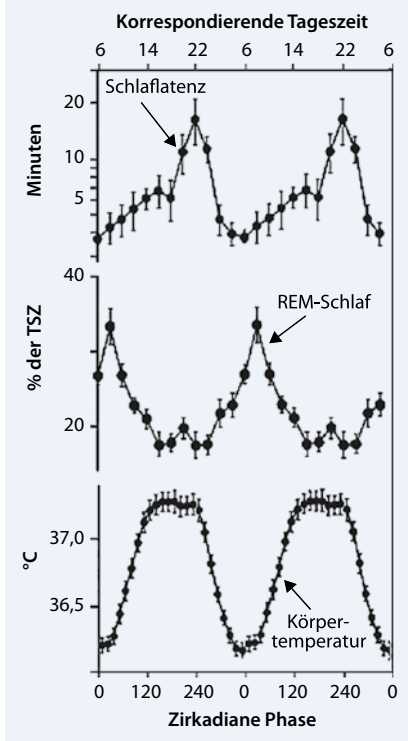 Korrespondierende Tageszeit
6 14 22 6 14 22 6
Schlaflatenz
Minuten
20
10
5
REM-Schlaf
% der TSZ
40
20
°C
37,0
36,5
Körper-
temperatur
0 120 240 0 120 240 0
Zirkadiane Phase